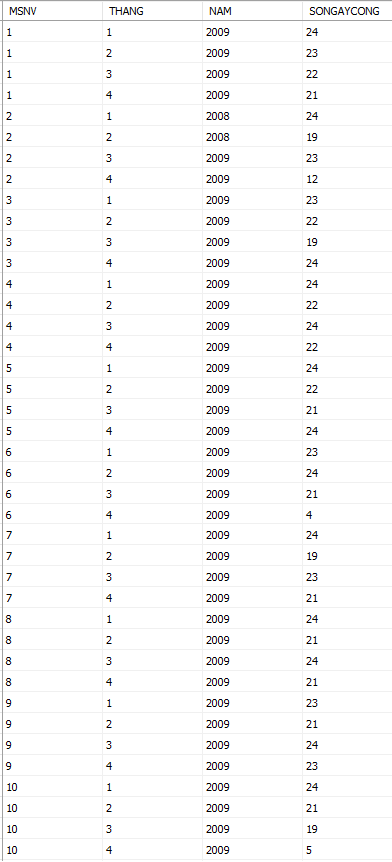 MSNV THANG NAM SONGAYCONG
1 1 2009 24
1 2 2009 23
1 3 2009 22
1 4 2009 21
2 1 2008 24
2 2 2008 19
2 3 2009 23
2 4 2009 12
3 1 2009 23
3 2 2009 22
3 3 2009 19
3 4 2009 24
4 1 2009 24
4 2 2009 22
4 3 2009 24
4 4 2009 22
5 1 2009 24
5 2 2009 22
5 3 2009 21
5 4 2009 24
6 1 2009 23
6 2 2009 24
6 3 2009 21
6 4 2009 4
7 1 2009 24
7 2 2009 19
7 3 2009 23
7 4 2009 21
8 1 2009 24
8 2 2009 21
8 3 2009 24
8 4 2009 21
9 1 2009 23
9 2 2009 21
9 3 2009 24
9 4 2009 23
10 1 2009 24
10 2 2009 21
10 3 2009 19
10 4 2009 5